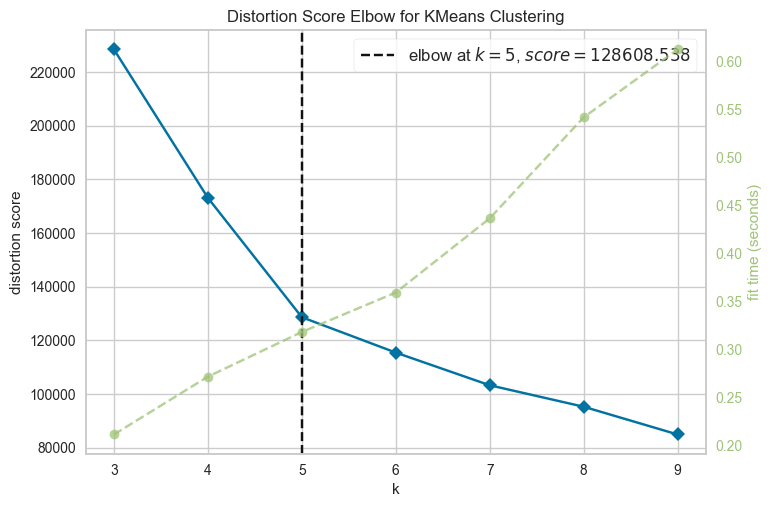 Distortion Score Elbow for KMeans Clustering
elbow at k = 5, score = 128608.538
distortion score
220000
200000
180000
160000
140000
120000
100000
80000
3 4 5 6 7 8 9
k
0.60
0.55
0.50
0.45
0.40
0.35
0.30
0.25
0.20
fit time (seconds)